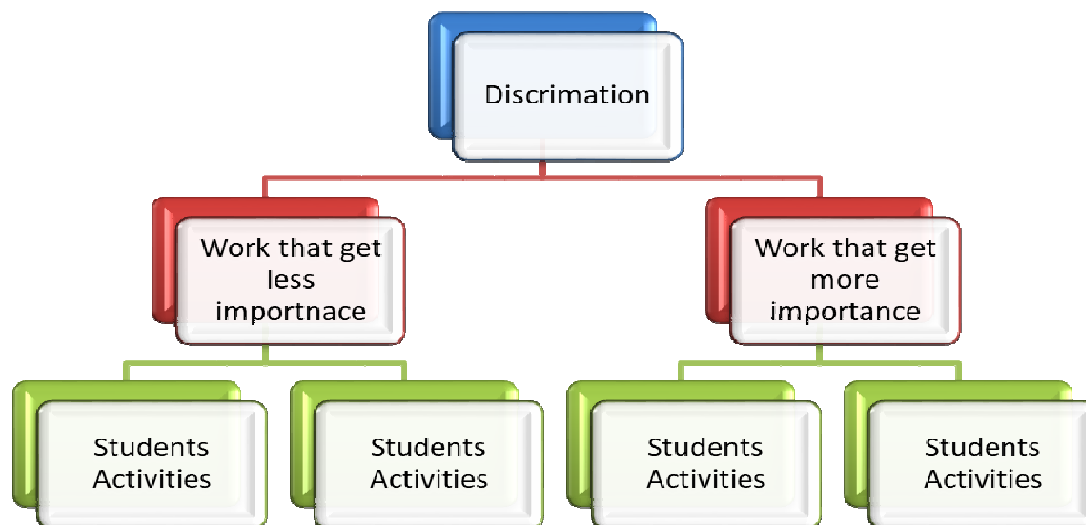 Discrimation
Work that get
less
importnace
Work that get
more
importance
Students
Activities
Students
Activities
Students
Activities
Students
Activities